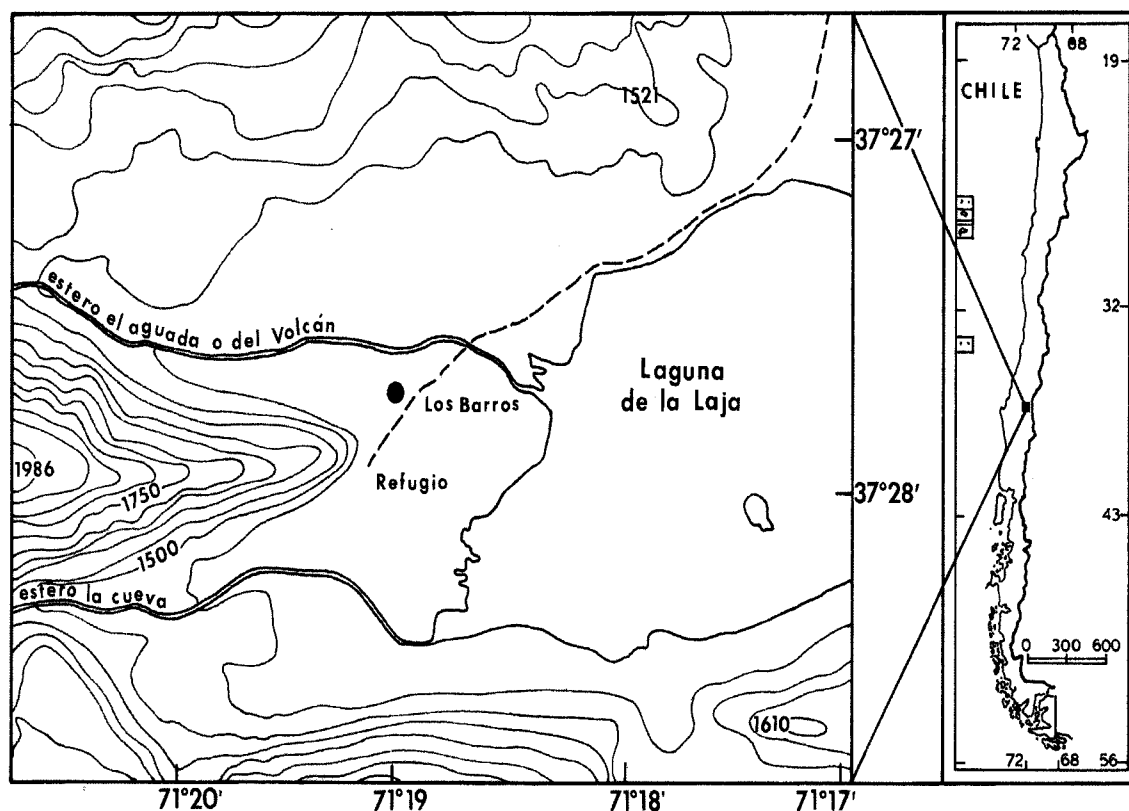 1521
37°27'
estero el aguada o del Volcán
Los Barros
Laguna
de la Laja
1986
1750
1500
Refugio
37°28'
estero la cueva
1610
71°20'
71°19'
71°18'
71°17'
72
68
19
CHILE
32
43
0 300 600
72
68
56